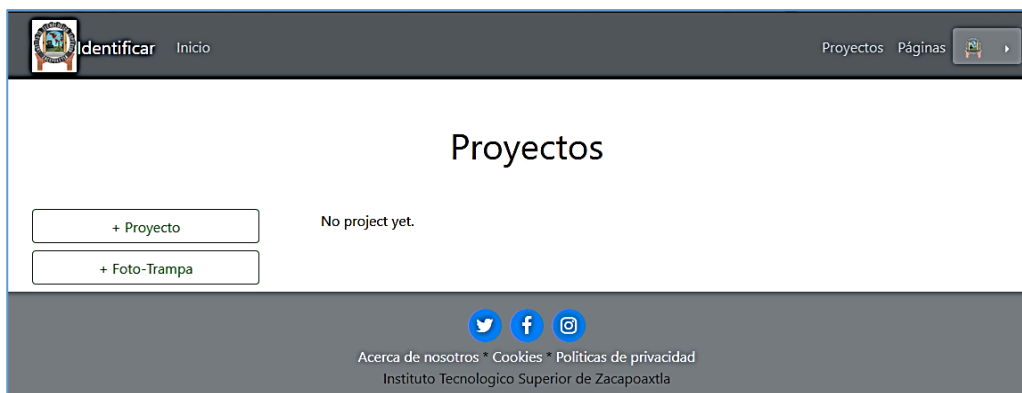 Identificar Inicio Proyectos Páginas
Proyectos
+ Proyecto
No project yet.
+ Foto-Trampa
Acerca de nosotros * Cookies * Politicas de privacidad
Instituto Tecnologico Superior de Zacapoaxtla